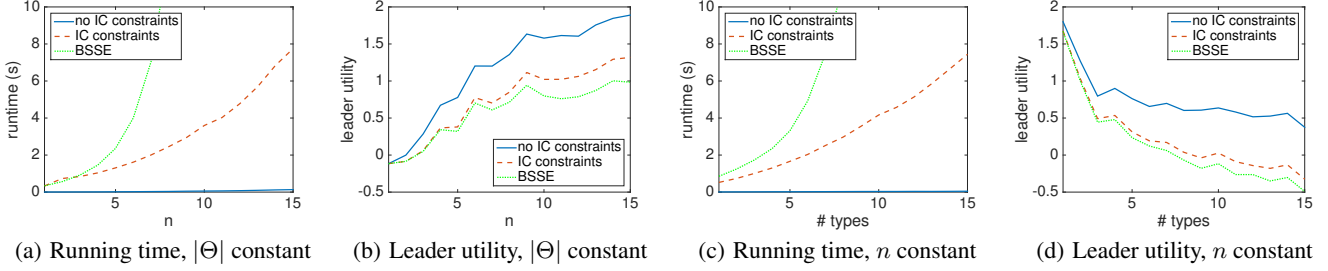 10
8
6
4
2
0
runtime (s)
no IC constraints
IC constraints
BSSE
5
10
15
n
(a) Running time, |Θ| constant
2
1.5
1
0.5
0
-0.5
leader utility
no IC constraints
IC constraints
BSSE
5
10
15
n
(b) Leader utility, |Θ| constant
10
8
6
4
2
0
runtime (s)
no IC constraints
IC constraints
BSSE
5
10
15
# types
(c) Running time, n constant
2
1.5
1
0.5
0
-0.5
leader utility
no IC constraints
IC constraints
BSSE
5
10
15
# types
(d) Leader utility, n constant